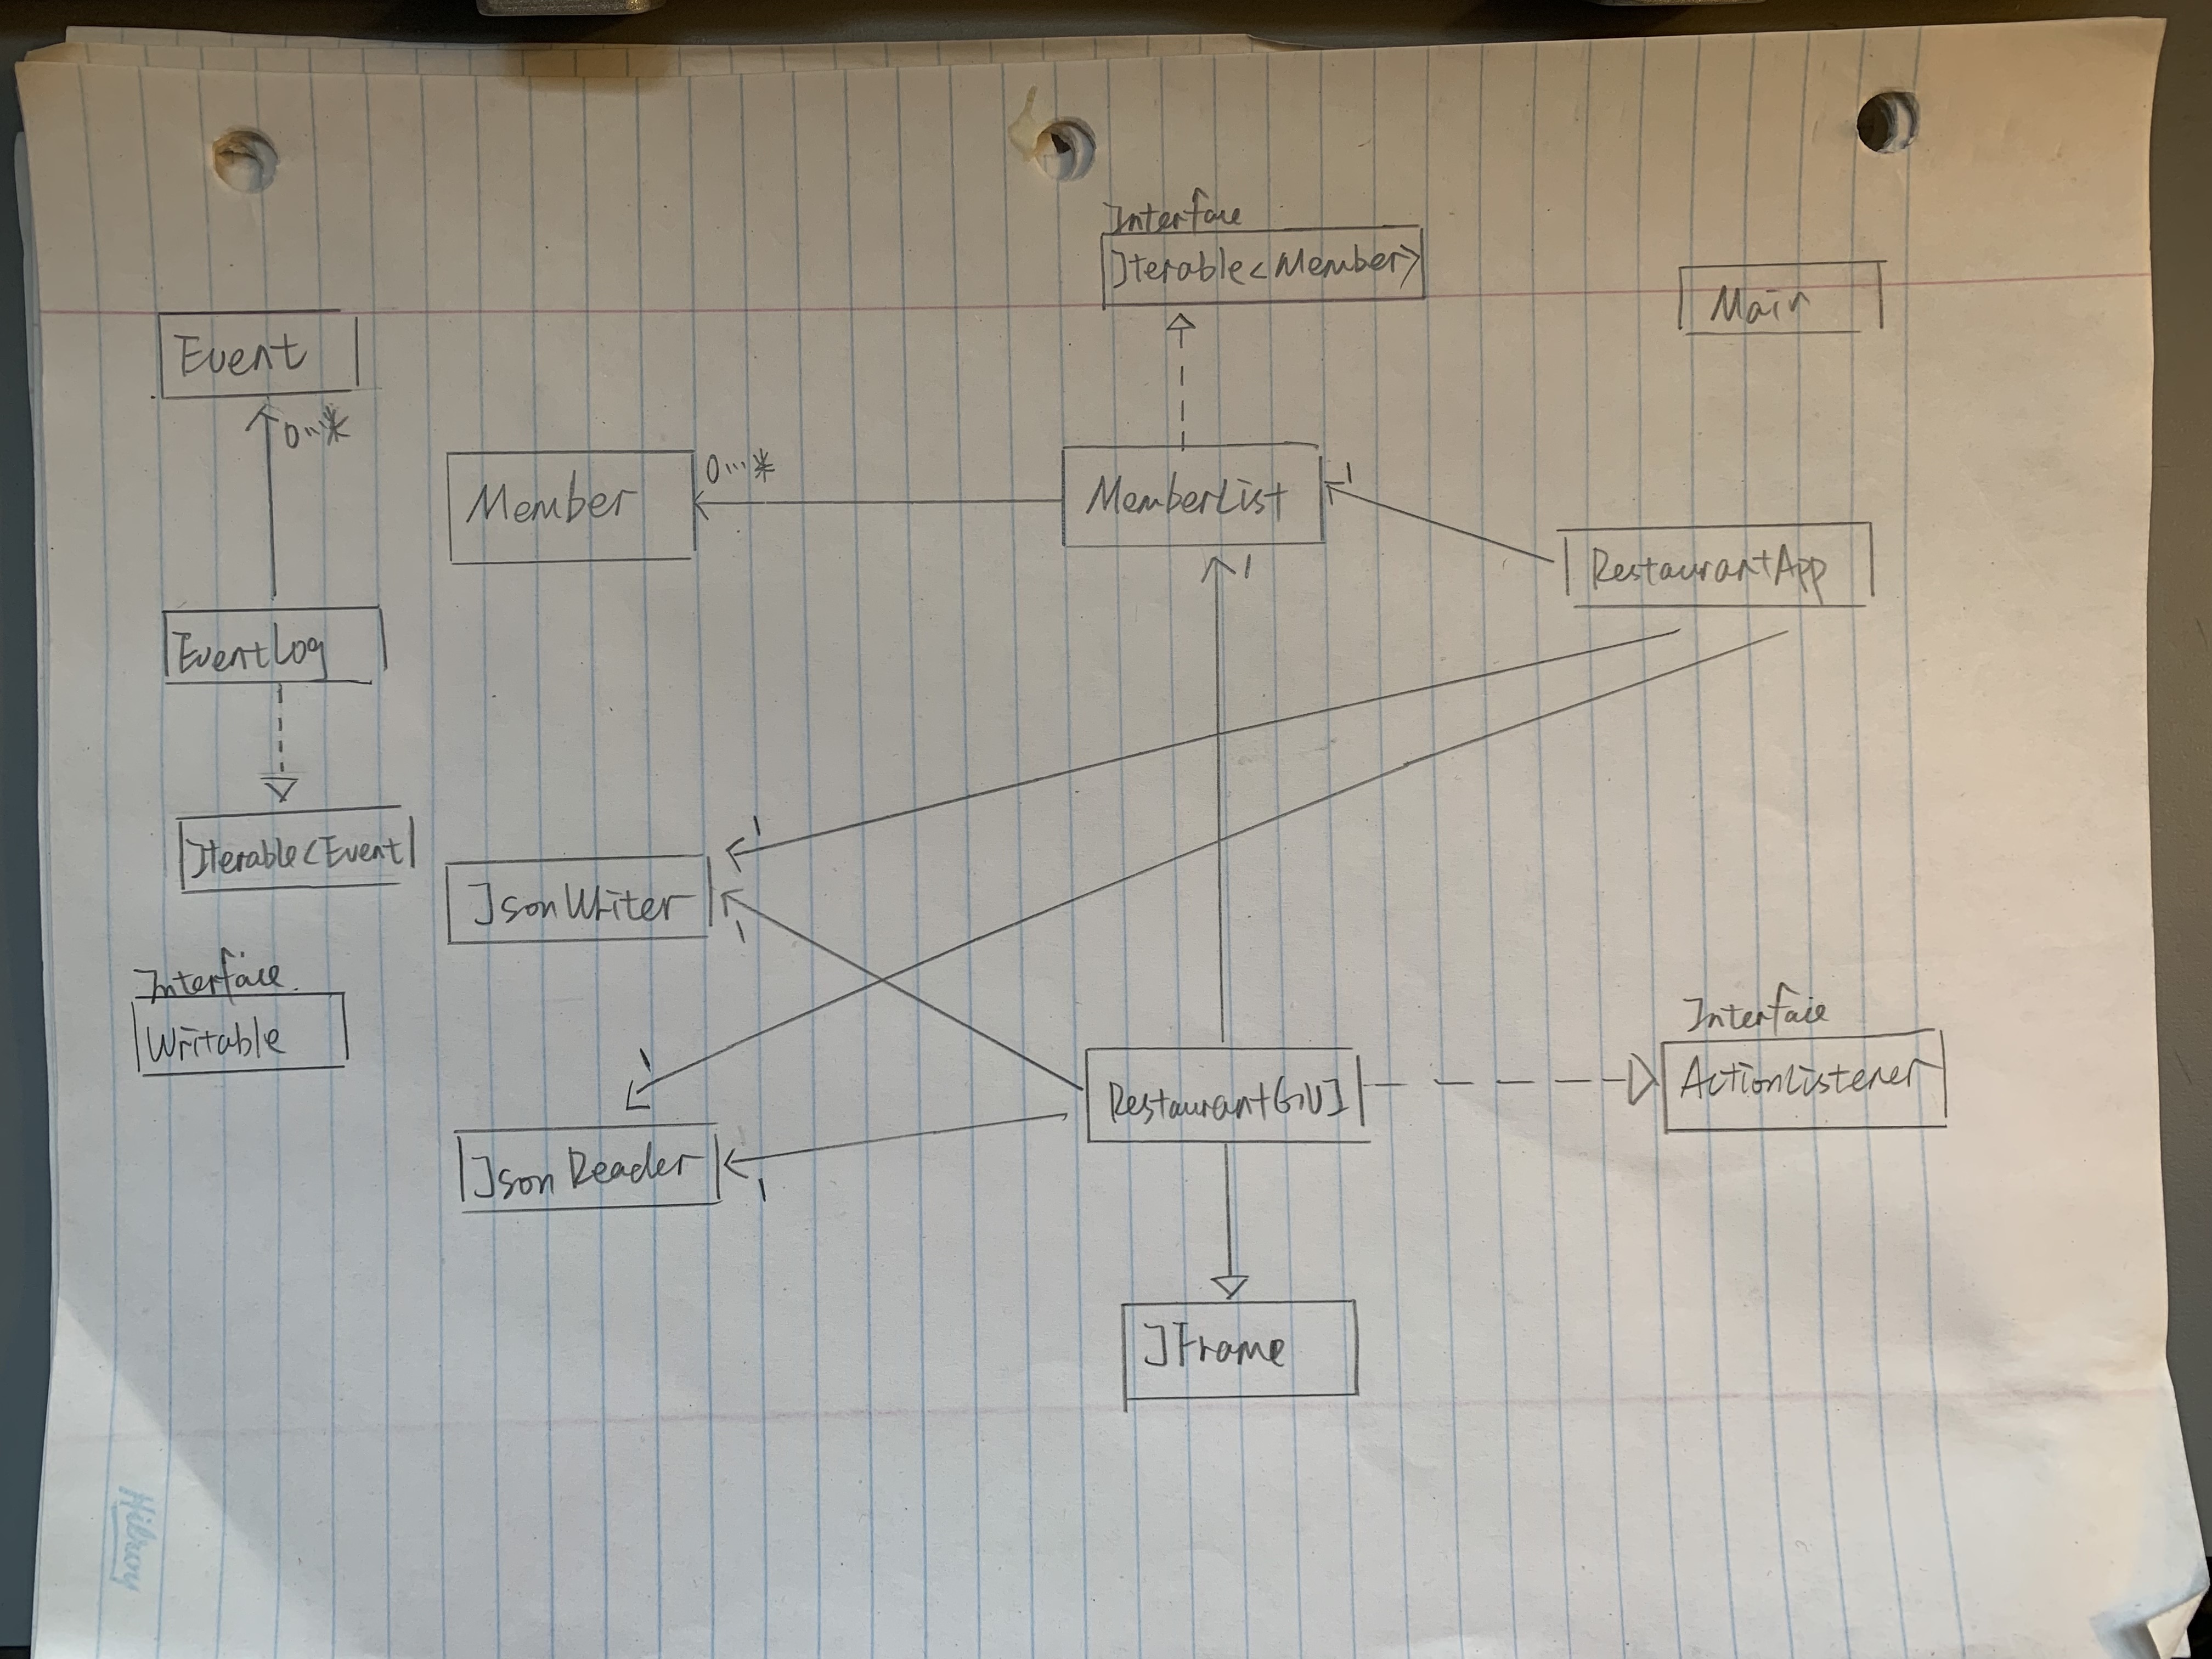 Interface
Iterable<Member>
Main
Event
0...*
Member
0...*
MemberList
1
RestaurantApp
1
EventLog
Iterable<Event
1
JsonWriter
1
Interface.
Writable
Interface
ActionListener
1
RestaurantGUI
JsonReader
1
JFrame
Hilroy